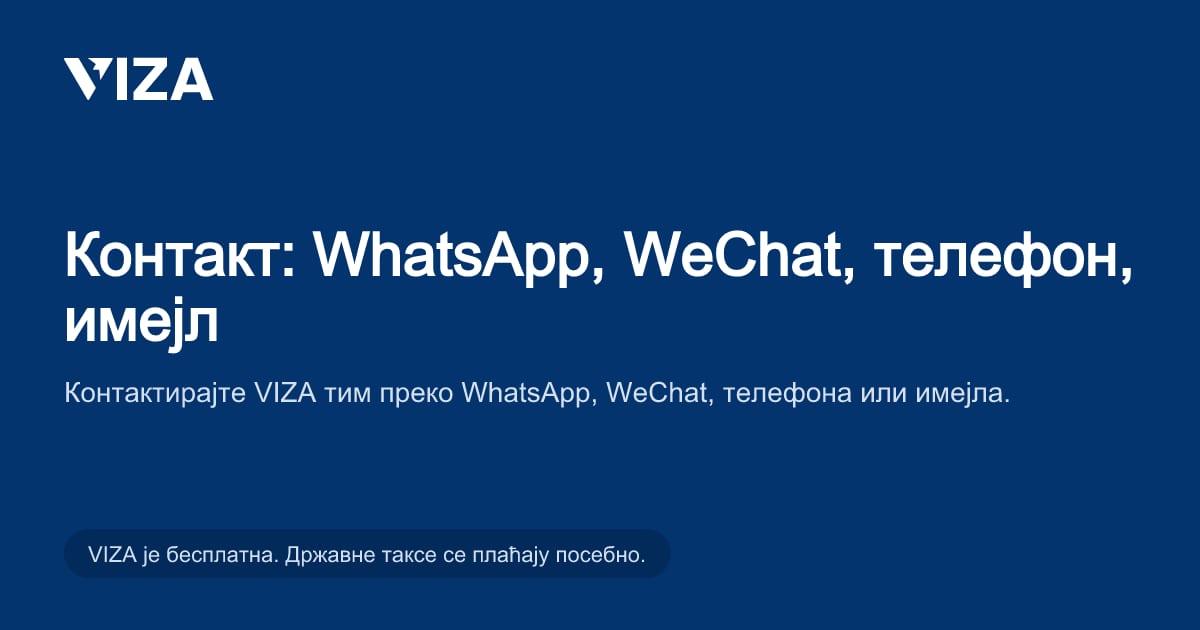 VIZA
Контакт: WhatsApp, WeChat, телефон,
имејл
Контактирајте VIZA тим преко WhatsApp, WeChat, телефона или имејла.
VIZA је бесплатна. Државне таксе се плаћају посебно.